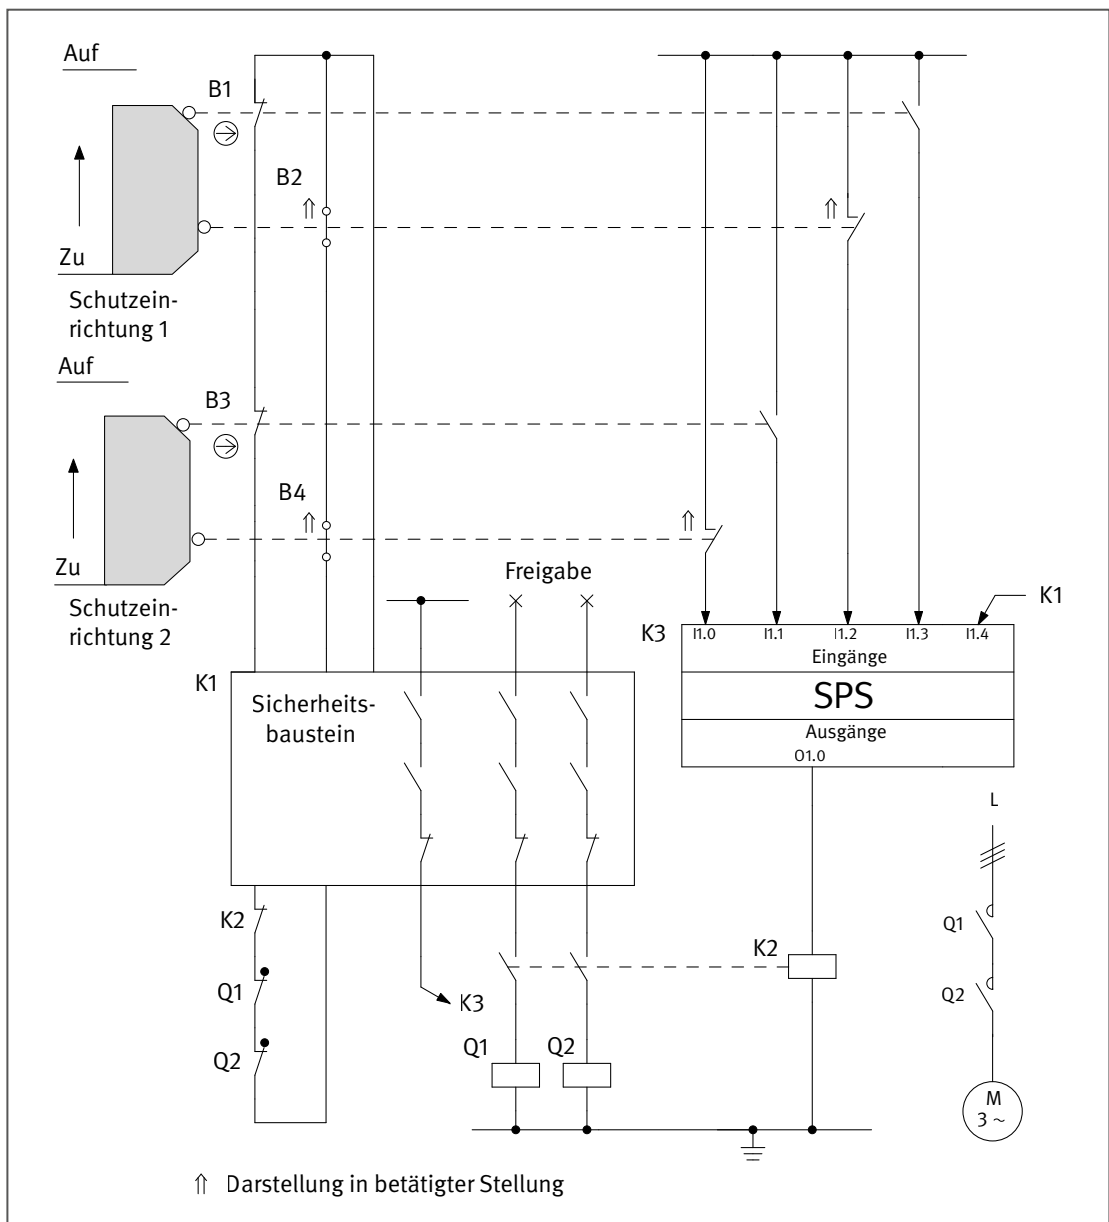 Auf
B1
B2
Zu
Schutzein-
richtung 1
Auf
B3
B4
Zu
Schutzein-
richtung 2
Freigabe
K1
K3
I1.0
I1.1
I1.2
I1.3
I1.4
Eingänge
SPS
Ausgänge
O1.0
K1
Sicherheits-
baustein
L
K2
Q1
Q2
K3
K2
Q1
Q2
Q1
Q2
M
3 ~
⇑ Darstellung in betätigter Stellung